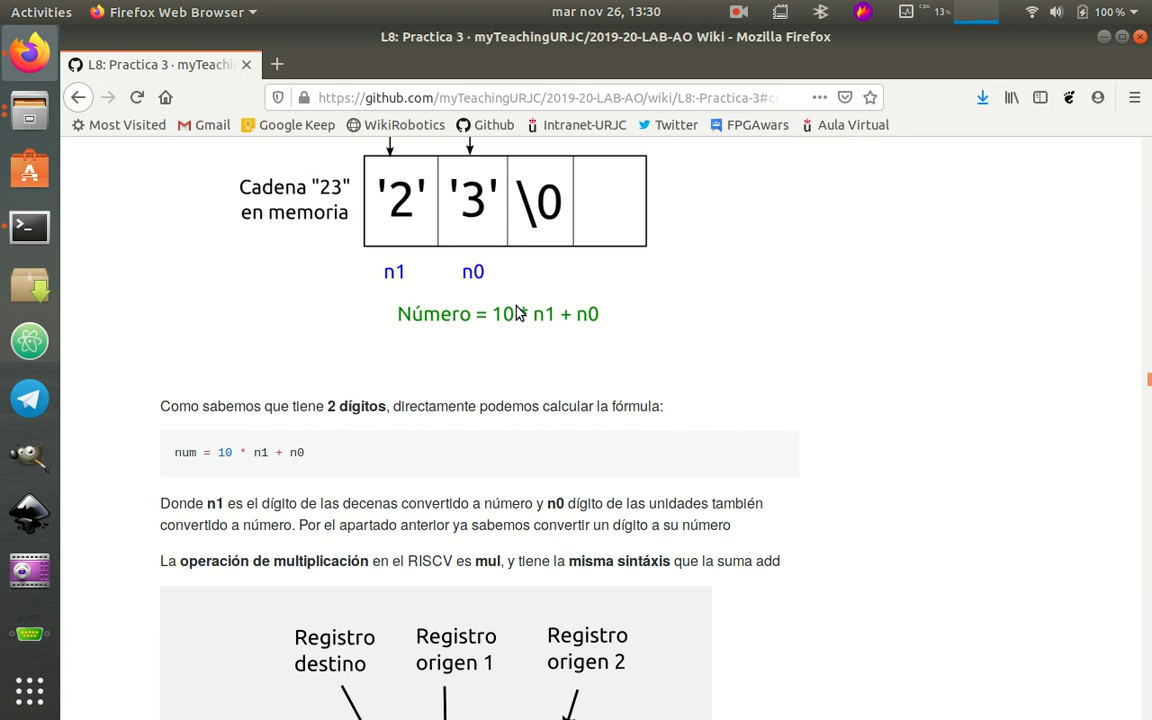 Activities Firefox Web Browser mar nov 26, 13:30 cpu 13% 100 %
L8: Practica 3 · myTeachingURJC/2019-20-LAB-AO Wiki - Mozilla Firefox
L8: Practica 3 · myTeachi
https://github.com/myTeachingURJC/2019-20-LAB-AO/wiki/L8:-Practica-3#c
Most Visited Gmail Google Keep WikiRobotics Github Intranet-URJC Twitter FPGAwars Aula Virtual
Cadena "23" '2' '3' \0
en memoria
n1 n0
Número = 10* n1 + n0
Como sabemos que tiene 2 dígitos, directamente podemos calcular la fórmula:
num = 10 * n1 + n0
Donde n1 es el dígito de las decenas convertido a número y n0 dígito de las unidades también
convertido a número. Por el apartado anterior ya sabemos convertir un dígito a su número
La operación de multiplicación en el RISCV es mul, y tiene la misma sintáxis que la suma add
Registro Registro Registro
destino origen 1 origen 2